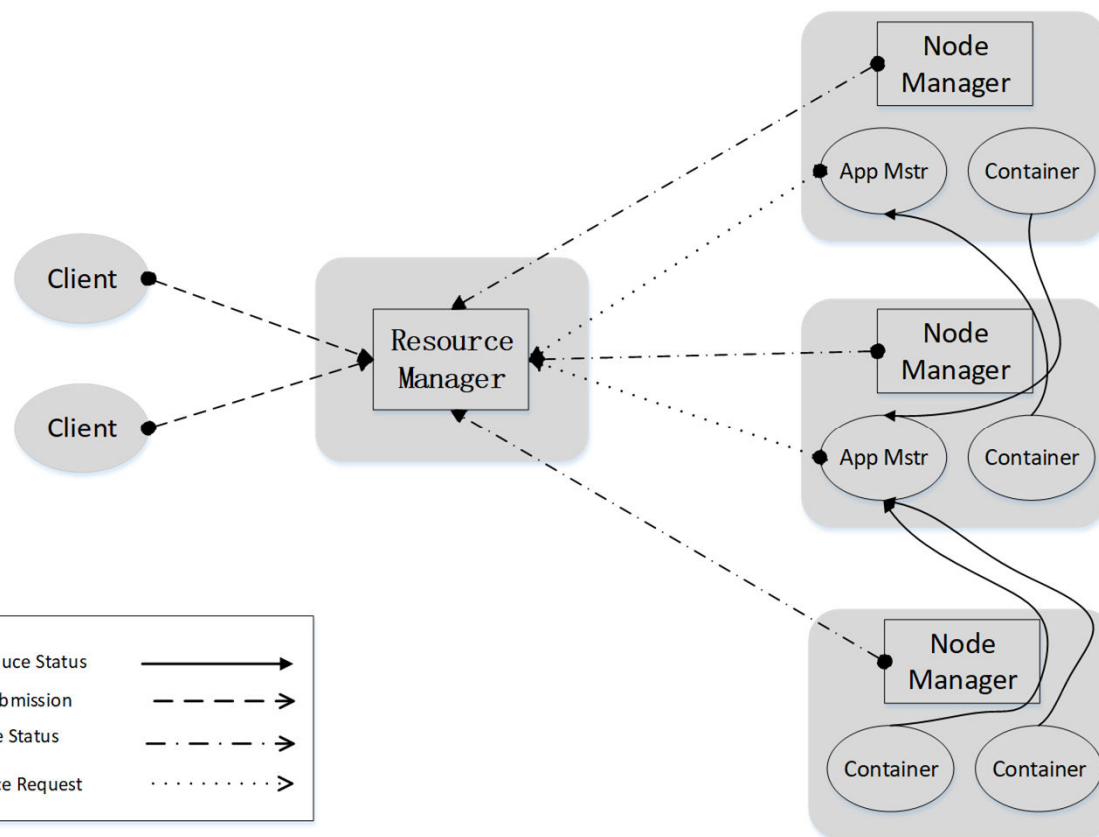 Node
Manager
App Mstr
Container
Client
Resource
Manager
Node
Manager
Client
App Mstr
Container
Node
Manager
Container
Container
uce Status
bmission
e Status
ce Request